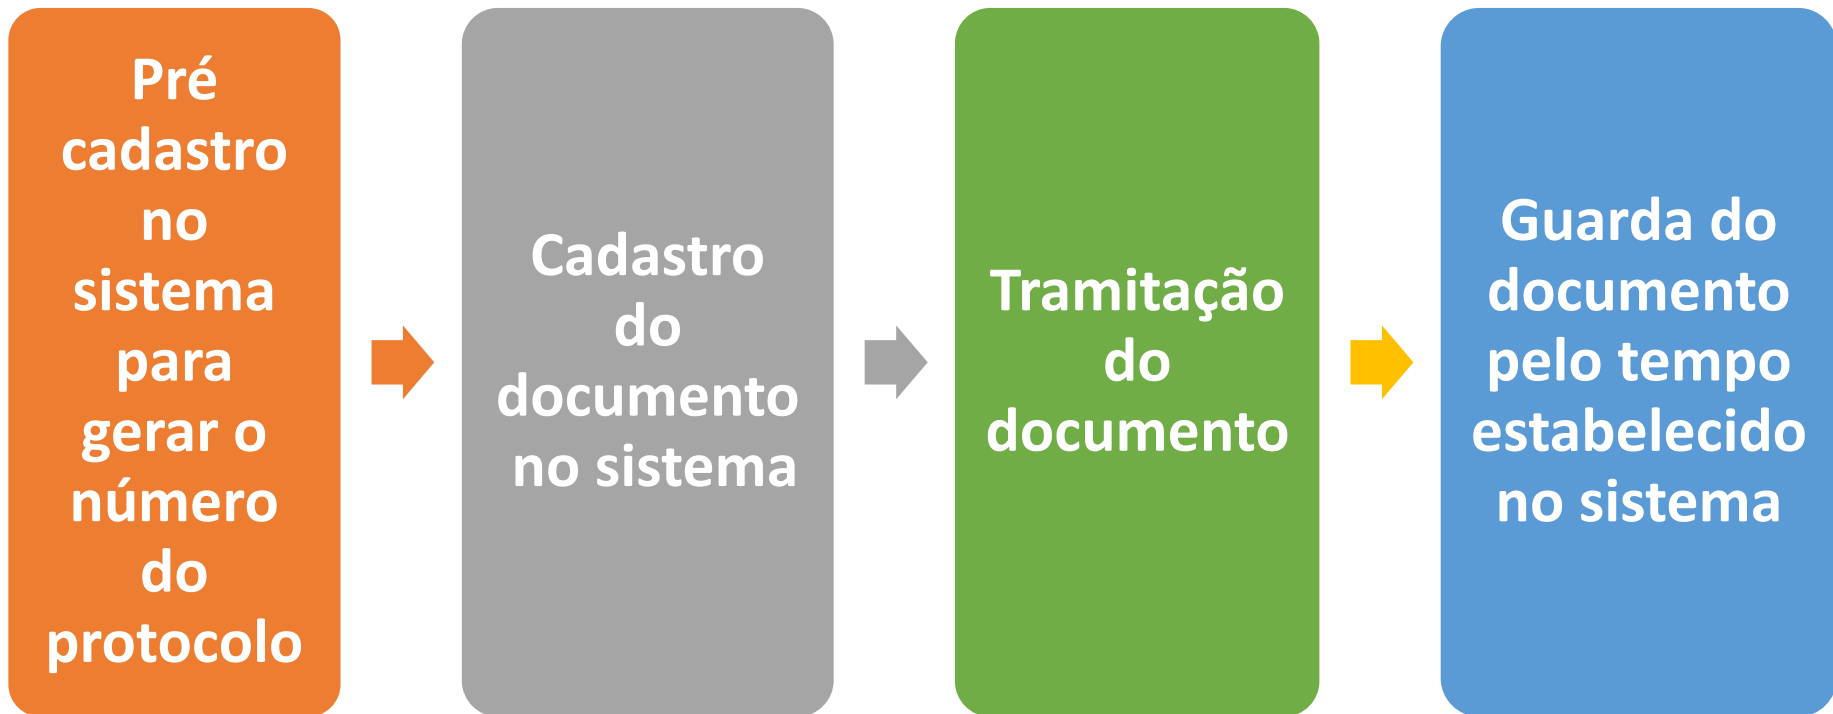 Pré
cadastro
no
sistema
para
gerar o
número
do
protocolo
Cadastro
do
documento
no sistema
Tramitação
do
documento
Guarda do
documento
pelo tempo
estabelecido
no sistema